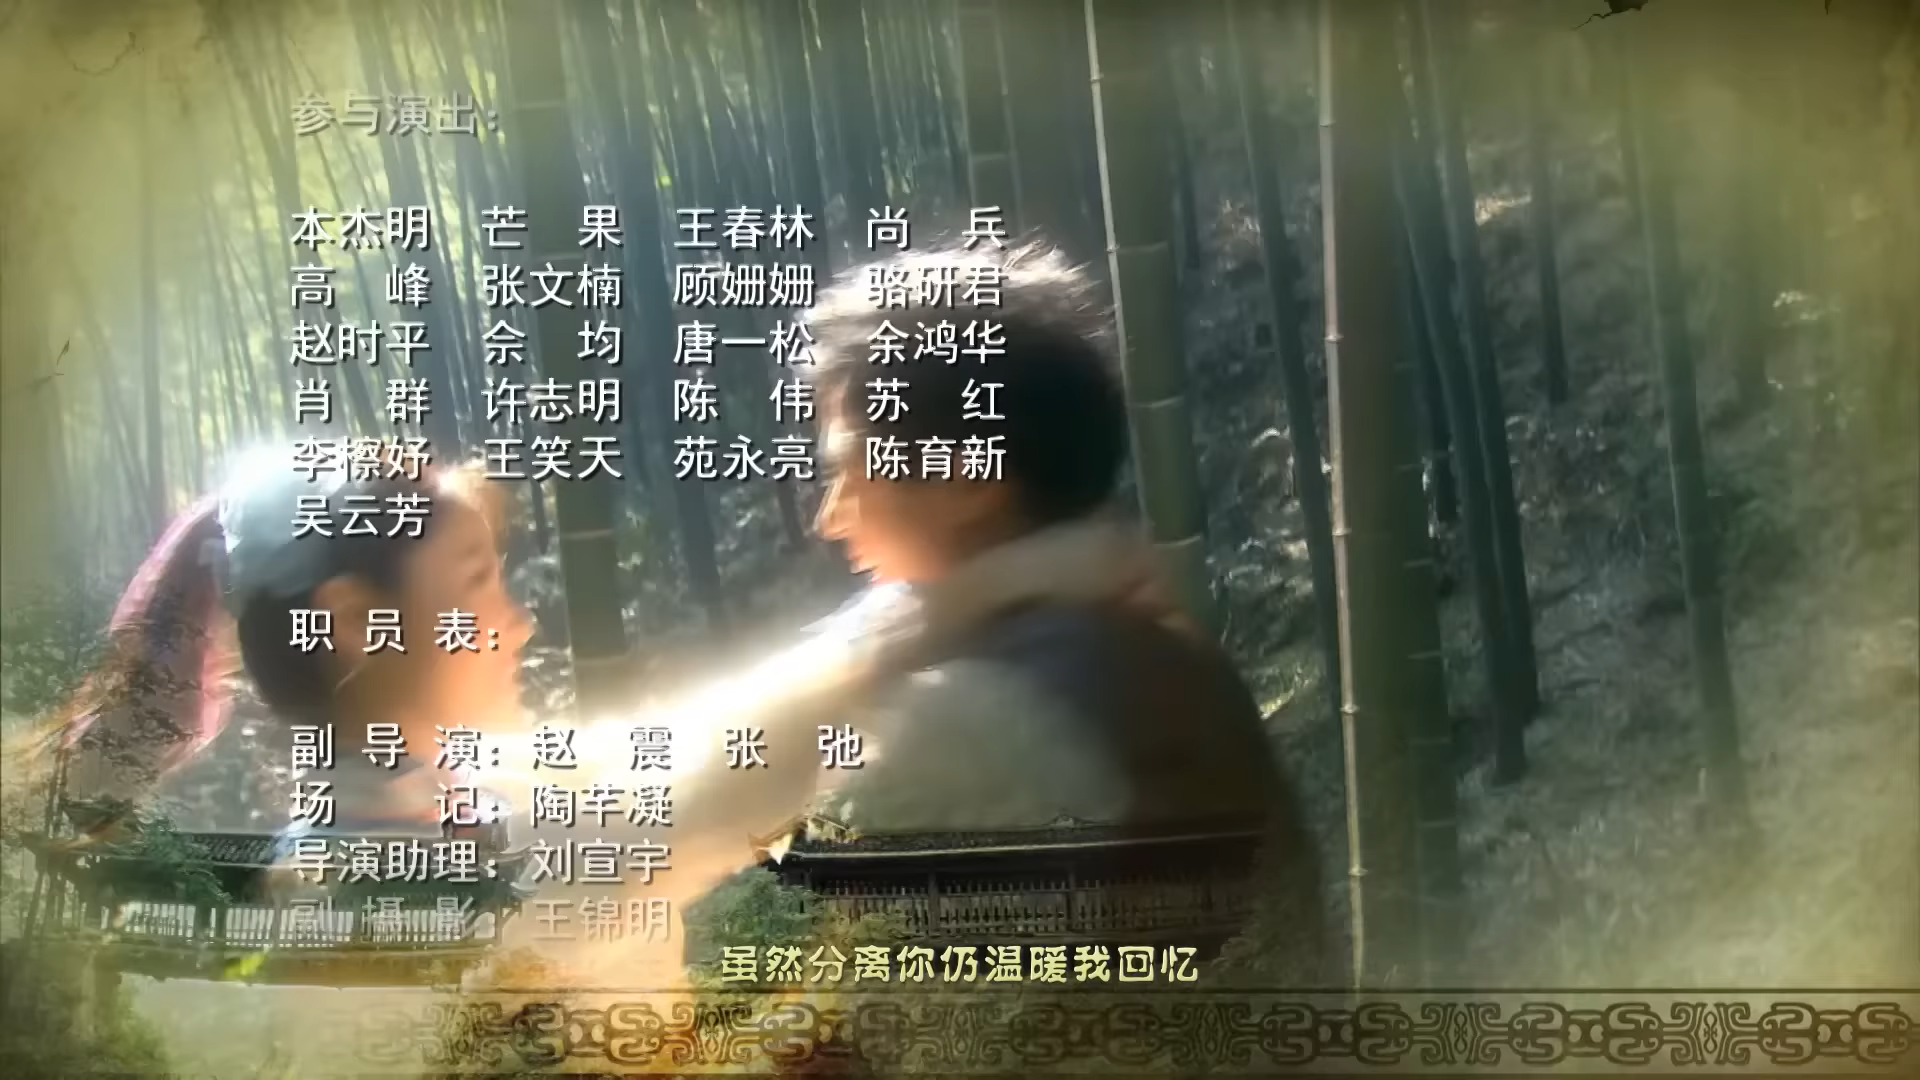 参与演出：
本杰明 芒 果 王春林 尚 兵
高 峰 张文楠 顾姗姗 骆研君
赵时平 佘 均 唐一松 余鸿华
肖 群 许志明 陈 伟 苏 红
李檫妤 王笑天 苑永亮 陈育新
吴云芳
职 员 表：
副 导 演：赵 震 张 弛
场 记：陶芊凝
导演助理：刘宣宇
副 摄 影：王锦明
虽然分离你仍温暖我回忆